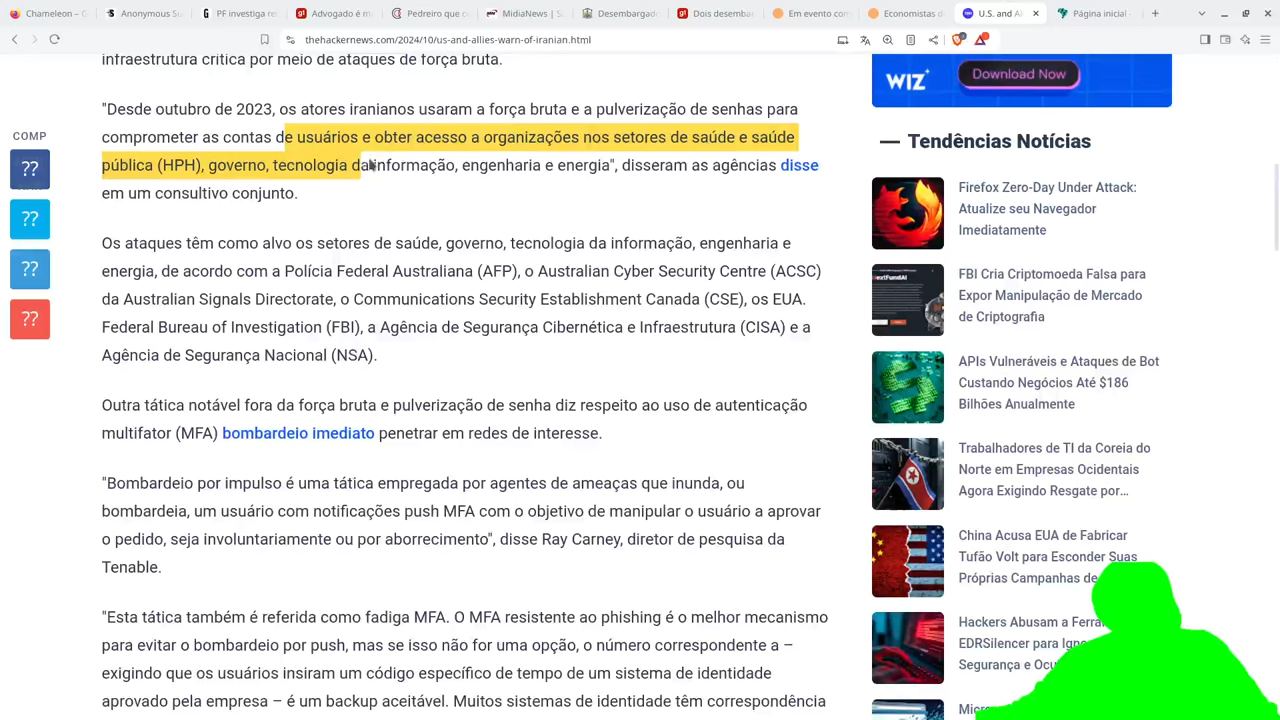 Chameleon
Anonymous Su
PF investiga re
Advogados e m
Pedreiro que c
MidiaNews | S
Desembargado
Dois desembar
Em evento com
Economistas d
U.S. and Al
Página inicial -
thehackernews.com/2024/10/us-and-allies-warn-of-iranian.html
infraestrutura crítica por meio de ataques de força bruta.
"Desde outubro de 2023, os atores iranianos usaram a força bruta e a pulverização de senhas para
comprometer as contas de usuários e obter acesso a organizações nos setores de saúde e saúde
pública (HPH), governo, tecnologia da informação, engenharia e energia", disseram as agências disse
em um consultivo conjunto.
Os ataques têm como alvo os setores de saúde, governo, tecnologia da informação, engenharia e
energia, de acordo com a Polícia Federal Australiana (AFP), o Australian Cyber Security Centre (ACSC)
Federal Bureau of Investigation (FBI), a Agência de Segurança Cibernética e Infraestrutura (CISA) e a
Agência de Segurança Nacional (NSA).
Outra tática notável fora da força bruta e pulverização de senha diz respeito ao uso de autenticação
multifator (MFA) bombardeio imediato penetrar em redes de interesse.
"Bombardeio por impulso é uma tática empregada por agentes de ameaças que inunda, ou
bombardeia, um usuário com notificações push MFA com o objetivo de manipular o usuário a aprovar
o pedido, seja involuntariamente ou por aborrecimento", disse Ray Carney, diretor de pesquisa da
Tenable.
"Esta tática também é referida como fadiga MFA. O MFA resistente ao phishing é o melhor mecanismo
para evitar o bombardeio por push, mas se isso não for uma opção, o número correspondente a –
exigindo que os usuários insiram um código específico do tempo de um sistema de identidade
aprovado pela empresa – é um backup aceitável. Muitos sistemas de identidade têm correspondência
COMP
??
??
??
??
WIZ
Download Now
Tendências Notícias
Firefox Zero-Day Under Attack:
Atualize seu Navegador
Imediatamente
FBI Cria Criptomoeda Falsa para
Expor Manipulação de Mercado
de Criptografia
APIs Vulneráveis e Ataques de Bot
Custando Negócios Até $186
Bilhões Anualmente
Trabalhadores de TI da Coreia do
Norte em Empresas Ocidentais
Agora Exigindo Resgate por…
China Acusa EUA de Fabricar
Tufão Volt para Esconder Suas
Próprias Campanhas de
Hackers Abusam a Ferra
EDRSilencer para Igno
Segurança e Ocu
Micro